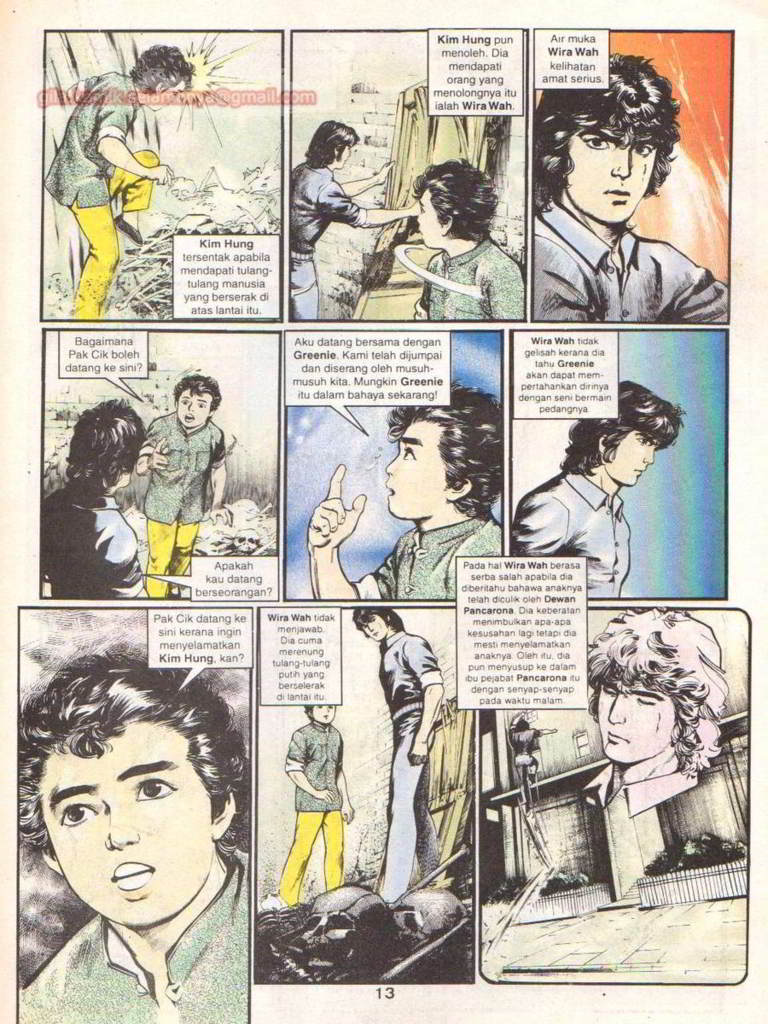 Kim Hung
tersentak apabila
mendapati tulang-
tulang manusia
yang berserak di
atas lantai itu.
Kim Hung pun
menoleh. Dia
mendapati
orang yang
menolongnya itu
ialah Wira Wah.
Air muka
Wira Wah
kelihatan
amat serius.
Bagaimana
Pak Cik boleh
datang ke sini?
Apakah
kau datang
berseorangan?
Aku datang bersama dengan
Greenie. Kami telah dijumpai
dan diserang oleh musuh-
musuh kita. Mungkin Greenie
itu dalam bahaya sekarang!
Wira Wah tidak
gelisah kerana dia
tahu Greenie
akan dapat mem-
pertahankan dirinya
dengan seni bermain
pedangnya
Pak Cik datang ke
sini kerana ingin
menyelamatkan
Kim Hung, kan?
Wira Wah tidak
menjawab.
Dia cuma
merenung
tulang-tulang
putih yang
berselerak
di lantai itu.
Pada hal Wira Wah berasa
serba salah apabila dia
diberitahu bahawa anaknya
telah diculik oleh Dewan
Pancarona. Dia keberatan
menimbulkan apa-apa
kesusahan lagi tetapi dia
mesti menyelamatkan
anaknya. Oleh itu, dia
pun menyusup ke dalam
ibu pejabat Pancarona itu
dengan senyap-senyap
pada waktu malam.
13